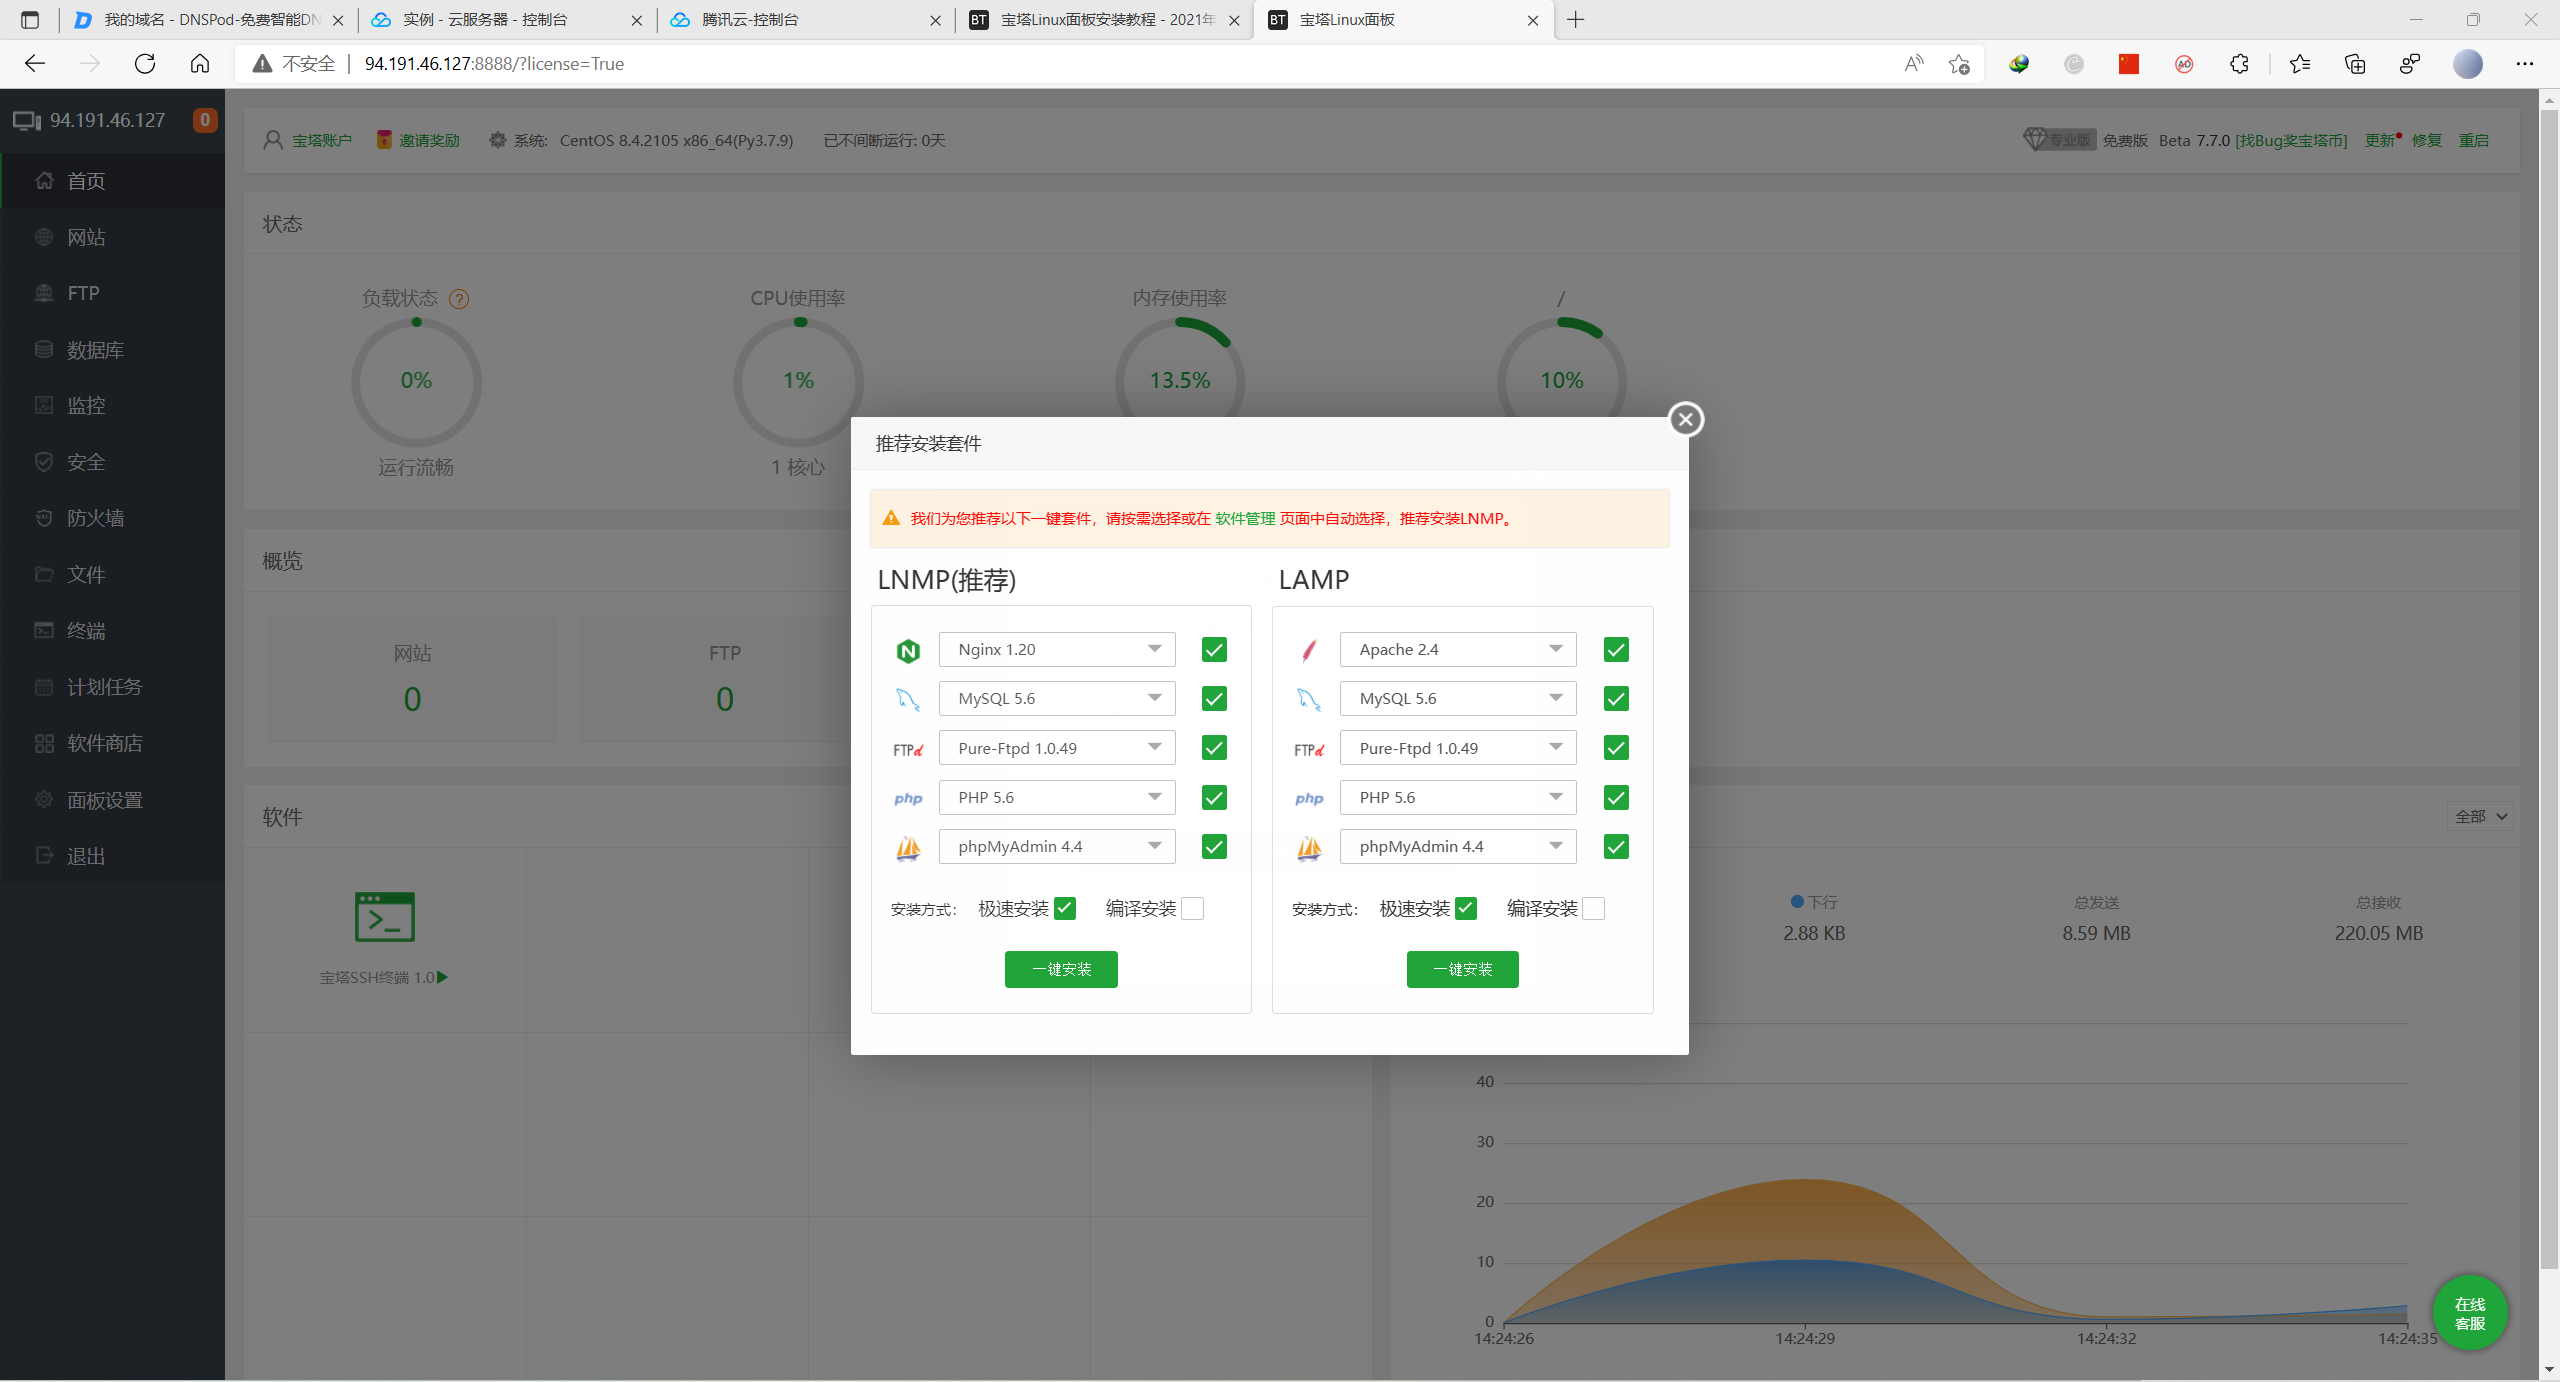 我的域名 - DNSPod-免费智能DN
实例 - 云服务器 - 控制台
腾讯云-控制台
BT 宝塔Linux面板安装教程 - 2021年
BT 宝塔Linux面板
不安全 94.191.46.127:8888/?license=True
94.191.46.127 0
首页
网站
FTP
数据库
监控
安全
防火墙
文件
终端
计划任务
软件商店
面板设置
退出
宝塔账户 邀请奖励 系统: CentOS 8.4.2105 x86_64(Py3.7.9) 已不间断运行: 0天
专业版 免费版 Beta 7.7.0 [找Bug奖宝塔币] 更新 修复 重启
状态
负载状态 ? CPU使用率 内存使用率 /
0% 1% 13.5% 10%
运行流畅 1 核心
概览
网站 FTP
0 0
软件
宝塔SSH终端 1.0
推荐安装套件
我们为您推荐以下一键套件，请按需选择或在 软件管理 页面中自动选择，推荐安装LNMP。
LNMP(推荐)
Nginx 1.20
MySQL 5.6
FTPd Pure-Ftpd 1.0.49
php PHP 5.6
phpMyAdmin 4.4
安装方式： 极速安装 编译安装
一键安装
LAMP
Apache 2.4
MySQL 5.6
FTPd Pure-Ftpd 1.0.49
php PHP 5.6
phpMyAdmin 4.4
安装方式： 极速安装 编译安装
一键安装
全部
下行 总发送 总接收
2.88 KB 8.59 MB 220.05 MB
40
30
20
10
0
14:24:26 14:24:29 14:24:32 14:24:35
在线
客服